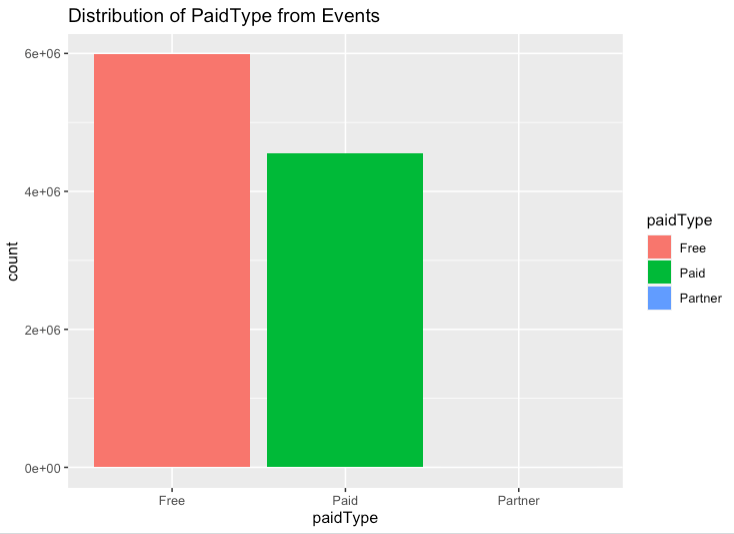 Distribution of PaidType from Events
6e+06
4e+06
2e+06
0e+00
count
Free
Paid
Partner
paidType
paidType
Free
Paid
Partner